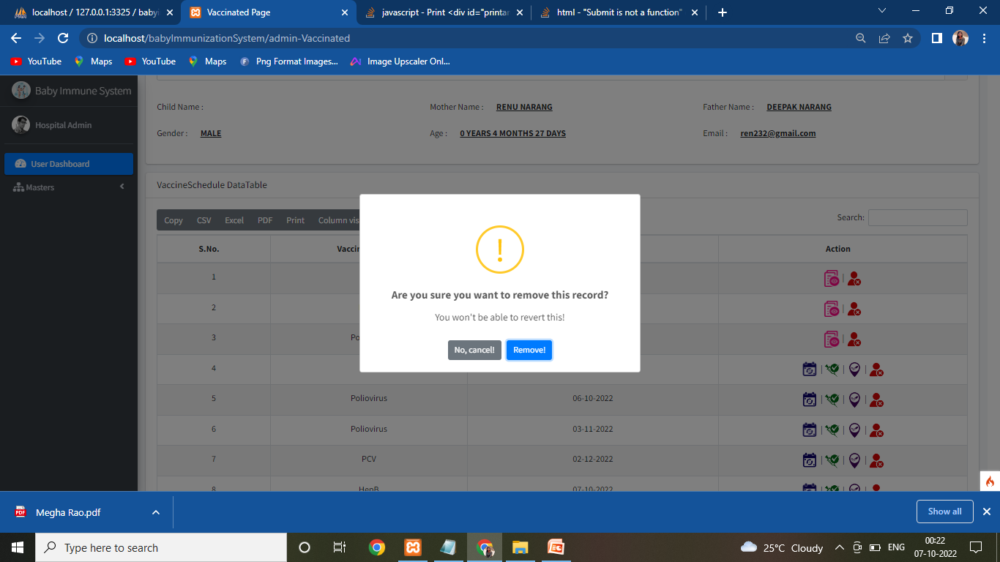 localhost / 127.0.0.1:3325 / babyi
Vaccinated Page
javascript - Print <div id="printar
html - "Submit is not a function"
localhost/babyImmunizationSystem/admin-Vaccinated
YouTube Maps YouTube Maps Png Format Images... Image Upscaler Onl...
Baby Immune System
Hospital Admin
User Dashboard
Masters
Child Name : Mother Name : RENU NARANG Father Name : DEEPAK NARANG
Gender : MALE Age : 0 YEARS 4 MONTHS 27 DAYS Email : ren232@gmail.com
VaccineSchedule DataTable
Copy CSV Excel PDF Print Column vis
Search:
S.No. Vaccin Action
1
2
3 Po
4
5 Poliovirus 06-10-2022
6 Poliovirus 03-11-2022
7 PCV 02-12-2022
8 HepB 07-10-2022
!
Are you sure you want to remove this record?
You won't be able to revert this!
No, cancel! Remove!
PDF Megha Rao.pdf
Show all
Type here to search
25°C Cloudy
ENG
00:22
07-10-2022